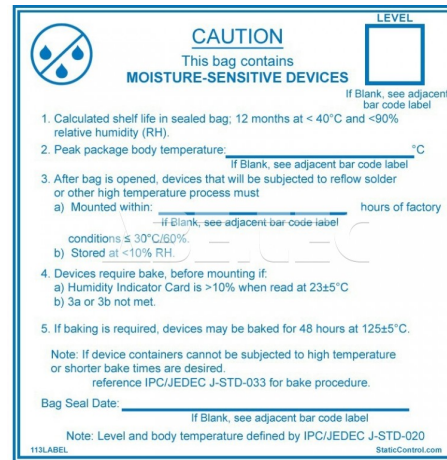 LEVEL
CAUTION
This bag contains
MOISTURE-SENSITIVE DEVICES
If Blank, see adjacent
bar code label
1. Calculated shelf life in sealed bag; 12 months at < 40°C and <90%
relative humidity (RH).
2. Peak package body temperature: °C
If Blank, see adjacent bar code label
3. After bag is opened, devices that will be subjected to reflow solder
or other high temperature process must
a) Mounted within: hours of factory
If Blank, see adjacent bar code label
conditions ≤ 30°C/60%.
b) Stored at <10% RH.
4. Devices require bake, before mounting if:
a) Humidity Indicator Card is >10% when read at 23±5°C
b) 3a or 3b not met.
5. If baking is required, devices may be baked for 48 hours at 125±5°C.
Note: If device containers cannot be subjected to high temperature
or shorter bake times are desired.
reference IPC/JEDEC J-STD-033 for bake procedure.
Bag Seal Date:
If Blank, see adjacent bar code label
Note: Level and body temperature defined by IPC/JEDEC J-STD-020
113LABEL StaticControl.com